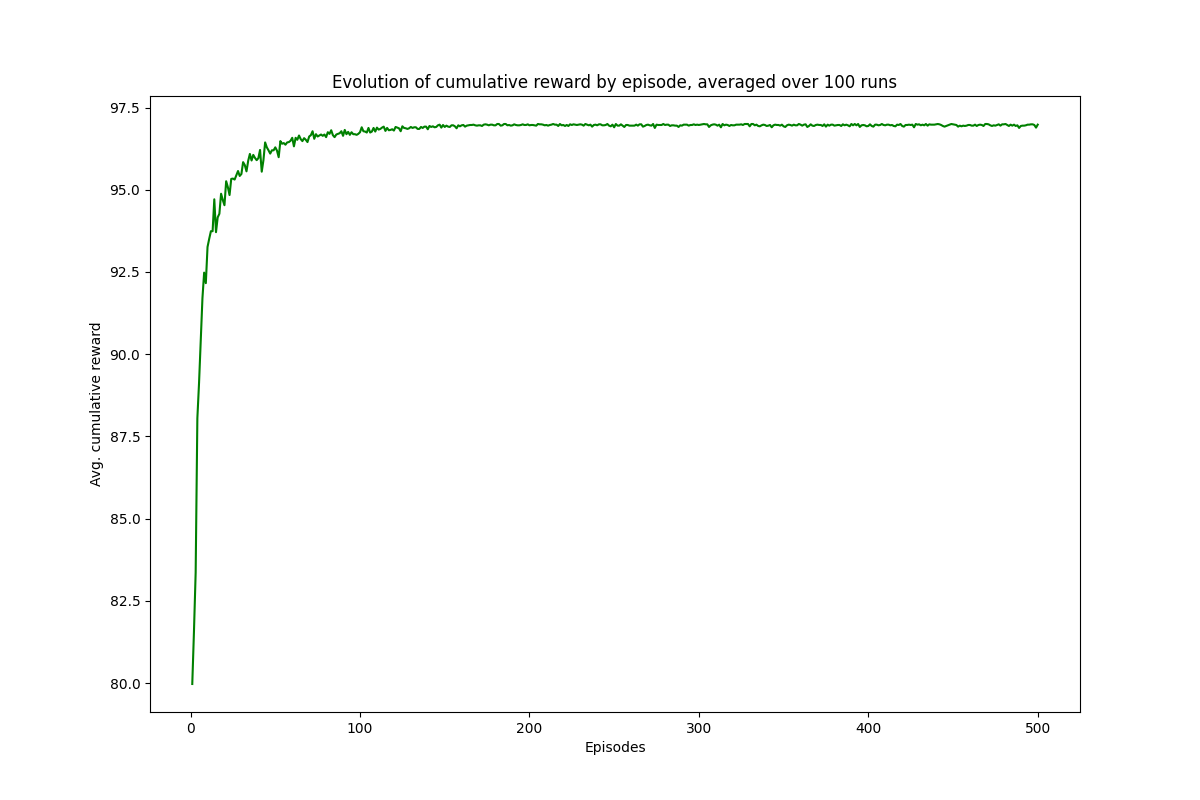 Evolution of cumulative reward by episode, averaged over 100 runs
97.5
95.0
92.5
90.0
87.5
85.0
82.5
80.0
Avg. cumulative reward
0 100 200 300 400 500
Episodes